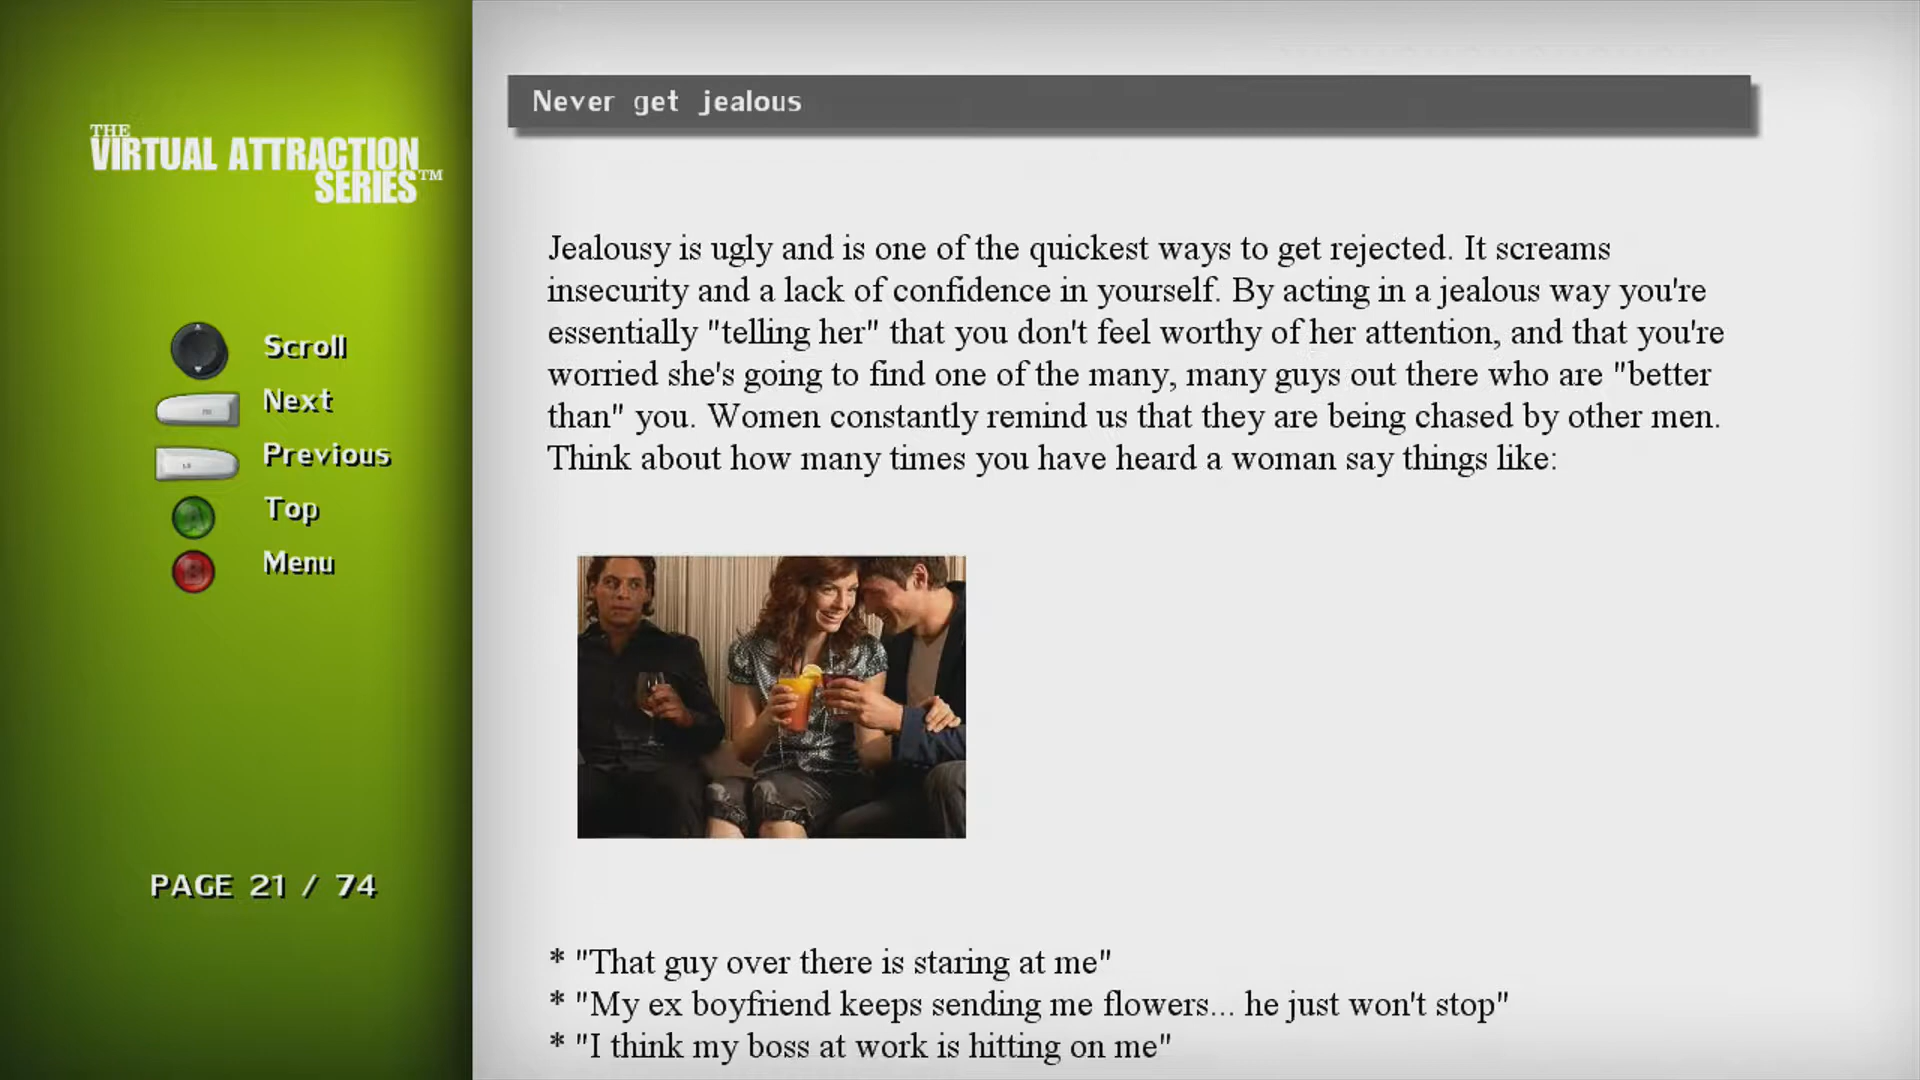 Never get jealous
THE
VIRTUAL ATTRACTION
SERIES™
Jealousy is ugly and is one of the quickest ways to get rejected. It screams
insecurity and a lack of confidence in yourself. By acting in a jealous way you're
essentially "telling her" that you don't feel worthy of her attention, and that you're
worried she's going to find one of the many, many guys out there who are "better
than" you. Women constantly remind us that they are being chased by other men.
Think about how many times you have heard a woman say things like:
Scroll
Next
Previous
A Top
B Menu
PAGE 21 / 74
* "That guy over there is staring at me"
* "My ex boyfriend keeps sending me flowers... he just won't stop"
* "I think my boss at work is hitting on me"